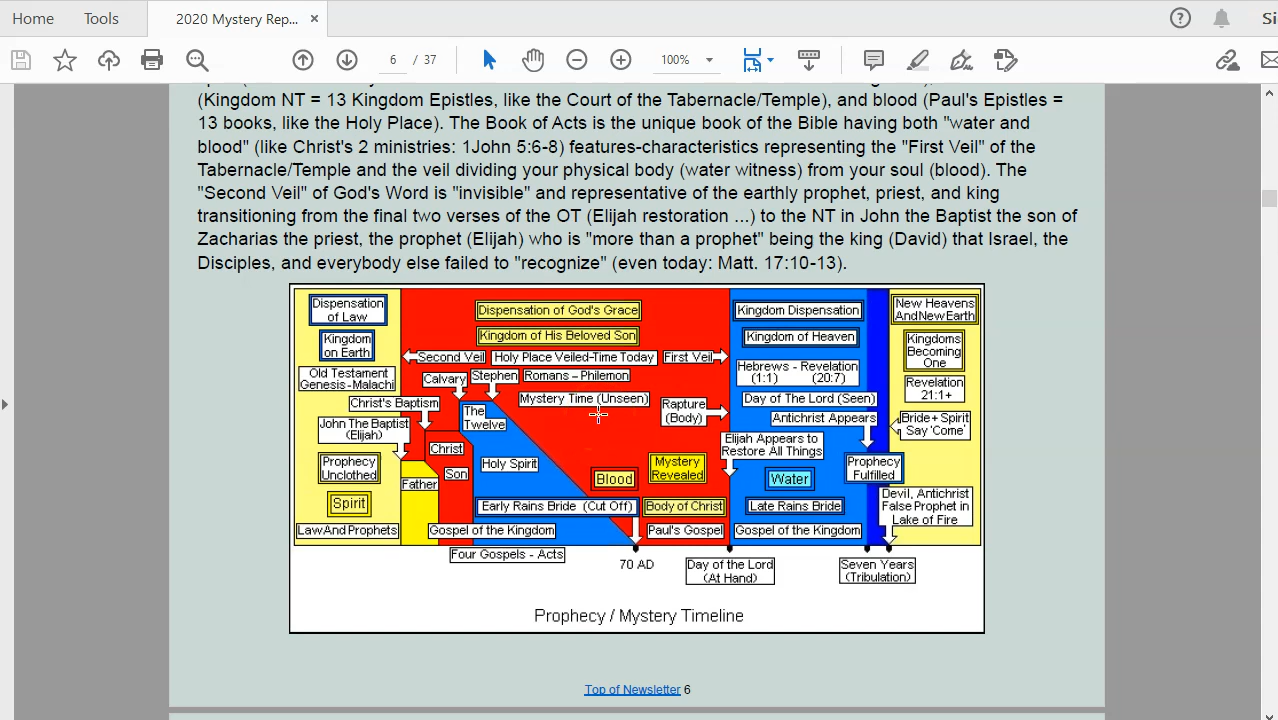 Home
Tools
2020 Mystery Rep...
×
Si
6 / 37
100%
(Kingdom NT = 13 Kingdom Epistles, like the Court of the Tabernacle/Temple), and blood (Paul's Epistles =
13 books, like the Holy Place). The Book of Acts is the unique book of the Bible having both "water and
blood" (like Christ's 2 ministries: 1John 5:6-8) features-characteristics representing the "First Veil" of the
Tabernacle/Temple and the veil dividing your physical body (water witness) from your soul (blood). The
"Second Veil" of God's Word is "invisible" and representative of the earthly prophet, priest, and king
transitioning from the final two verses of the OT (Elijah restoration ...) to the NT in John the Baptist the son of
Zacharias the priest, the prophet (Elijah) who is "more than a prophet" being the king (David) that Israel, the
Disciples, and everybody else failed to "recognize" (even today: Matt. 17:10-13).
Dispensation
of Law
Kingdom
on Earth
Old Testament
Genesis - Malachi
Christ's Baptism
John The Baptist
(Elijah)
Prophecy
Unclothed
Spirit
Law And Prophets
Dispensation of God's Grace
Kingdom of His Beloved Son
Second Veil
Holy Place Veiled-Time Today
First Veil
Calvary
Stephen
Romans – Philemon
Mystery Time (Unseen)
Rapture
(Body)
The
Twelve
Christ
Son
Father
Holy Spirit
Blood
Mystery
Revealed
Early Rains Bride (Cut Off)
Body of Christ
Gospel of the Kingdom
Paul's Gospel
Four Gospels - Acts
70 AD
Kingdom Dispensation
Kingdom of Heaven
Hebrews - Revelation
(1:1) (20:7)
Day of The Lord (Seen)
Antichrist Appears
Elijah Appears to
Restore All Things
Water
Prophecy
Fulfilled
Late Rains Bride
Gospel of the Kingdom
Day of the Lord
(At Hand)
Seven Years
(Tribulation)
New Heavens
And New Earth
Kingdoms
Becoming
One
Revelation
21:1+
Bride + Spirit
Say 'Come'
Devil, Antichrist
False Prophet in
Lake of Fire
Prophecy / Mystery Timeline
Top of Newsletter 6